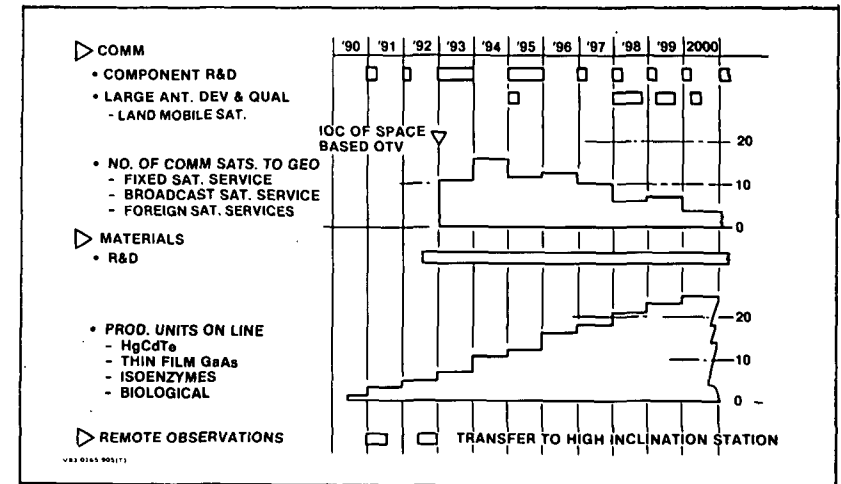 '90 '91 '92 '93 '94 '95 '96 '97 '98 '99 2000
COMM
• COMPONENT R&D
• LARGE ANT. DEV & QUAL
- LAND MOBILE SAT.
IOC OF SPACE
BASED OTV
20
• NO. OF COMM SATS. TO GEO
- FIXED SAT. SERVICE
- BROADCAST SAT. SERVICE
- FOREIGN SAT. SERVICES
10
0
MATERIALS
• R&D
• PROD. UNITS ON LINE
- HgCdTe
- THIN FILM GaAs
- ISOENZYMES
- BIOLOGICAL
20
10
0
REMOTE OBSERVATIONS
TRANSFER TO HIGH INCLINATION STATION